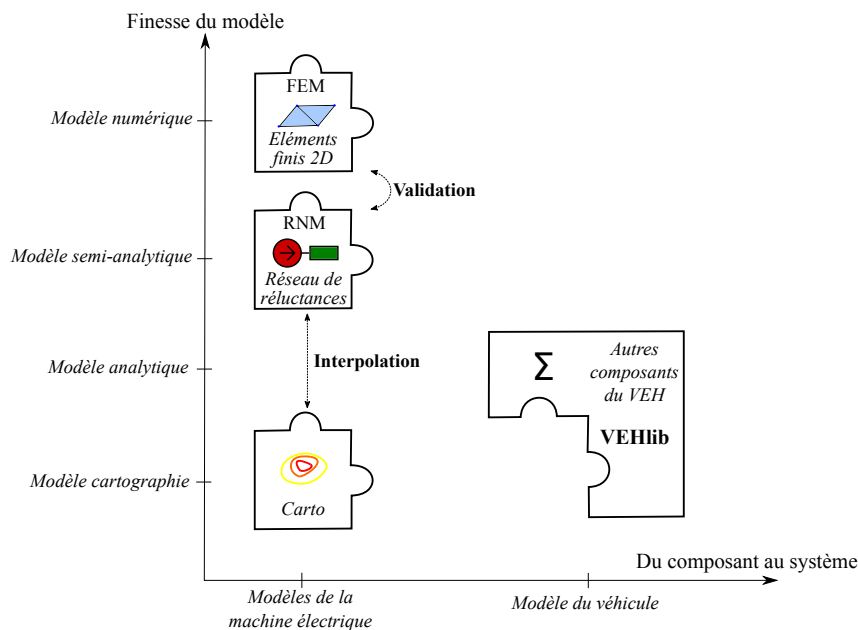 Finesse du modèle
Modèle numérique
FEM
Eléments
finis 2D
Validation
Modèle semi-analytique
RNM
Réseau de
réluctances
Modèle analytique
Interpolation
Σ
Autres
composants
du VEH
VEHlib
Modèle cartographie
Carto
Du composant au système
Modèles de la
machine électrique
Modèle du véhicule